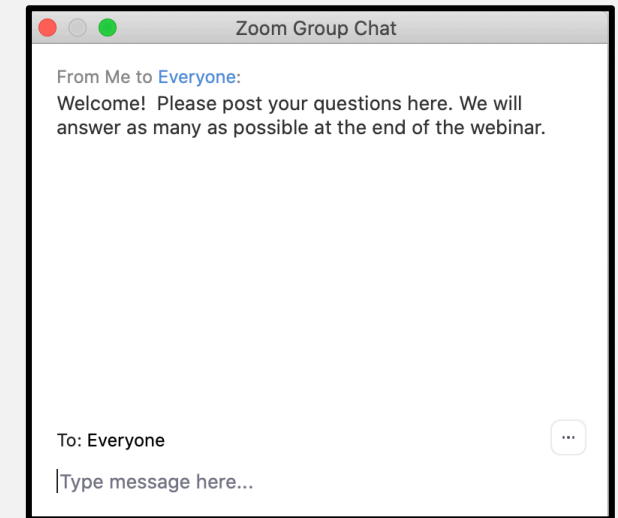 Zoom Group Chat
From Me to Everyone:
Welcome!  Please post your questions here. We will
answer as many as possible at the end of the webinar.
To: Everyone
...
Type message here...